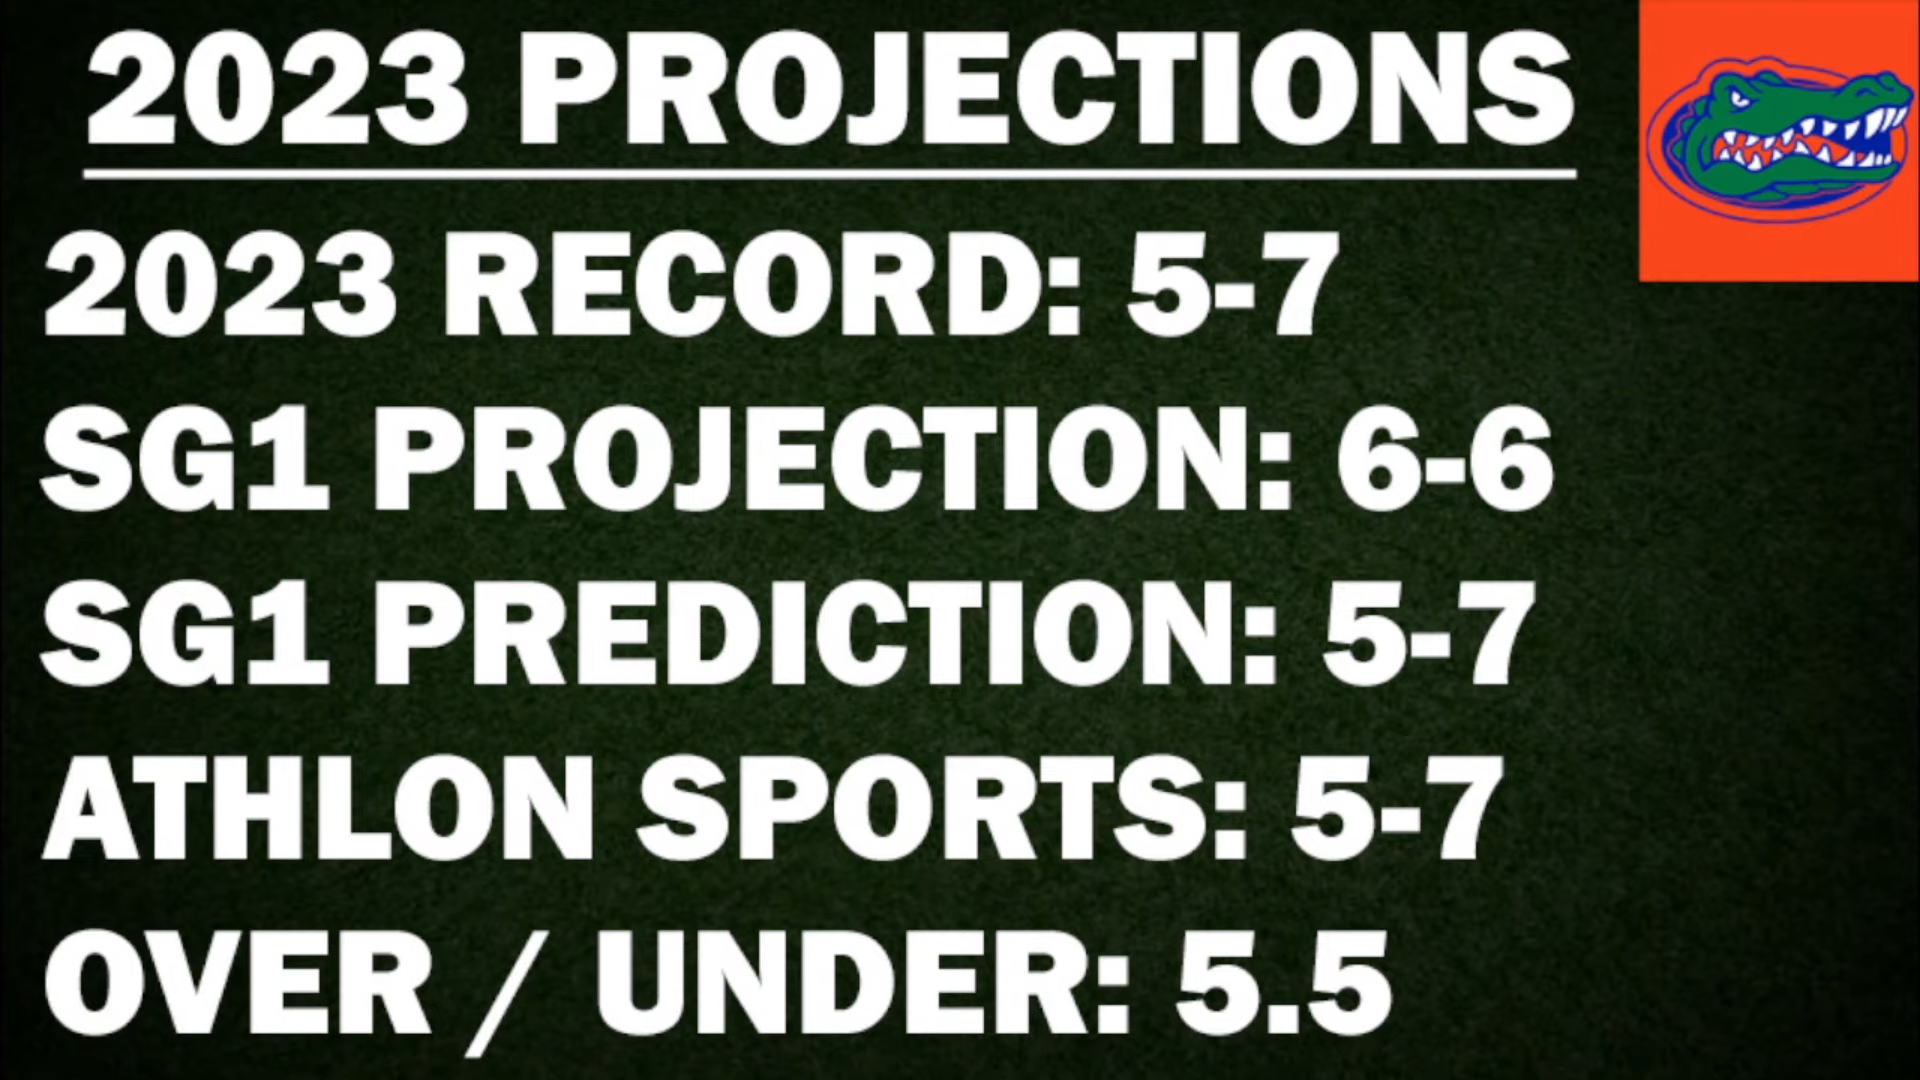 2023 PROJECTIONS
2023 RECORD: 5-7
SG1 PROJECTION: 6-6
SG1 PREDICTION: 5-7
ATHLON SPORTS: 5-7
OVER / UNDER: 5.5